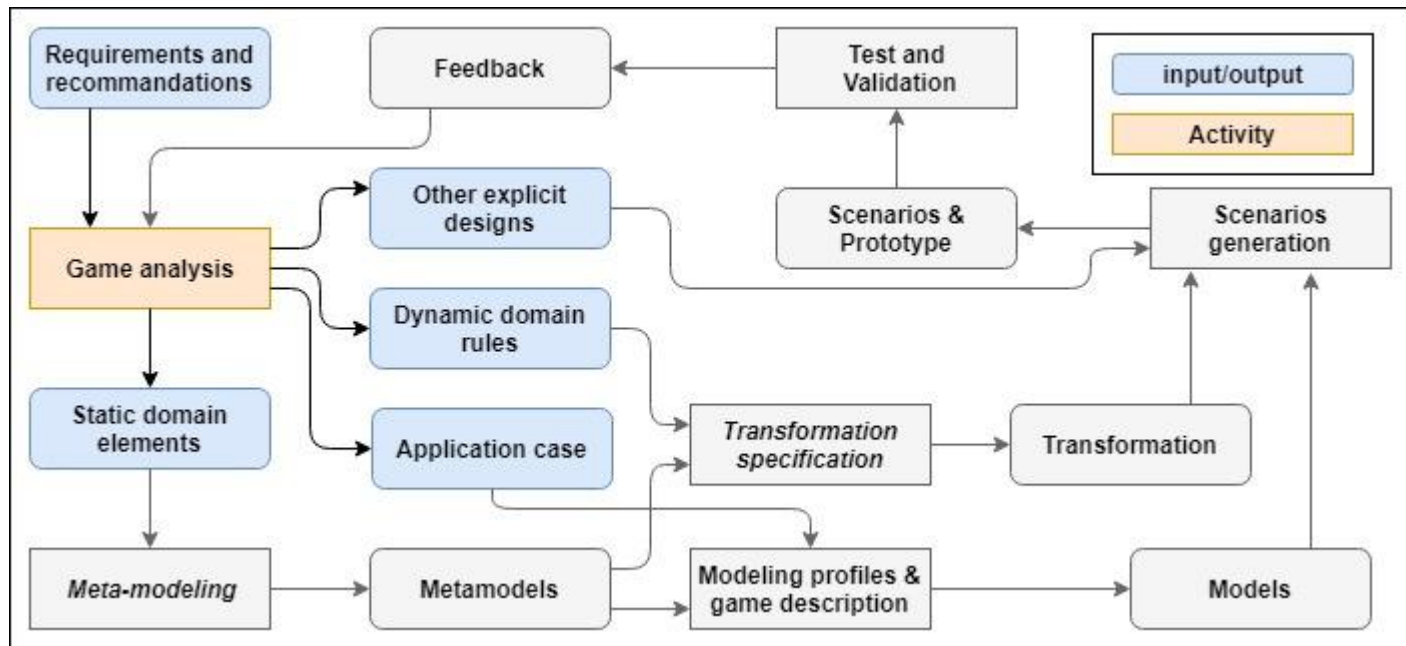 Requirements and
recommandations
Feedback
Test and
Validation
input/output
Activity
Other explicit
designs
Scenarios &
Prototype
Scenarios
generation
Game analysis
Dynamic domain
rules
Static domain
elements
Application case
Transformation
specification
Transformation
Meta-modeling
Metamodels
Modeling profiles &
game description
Models